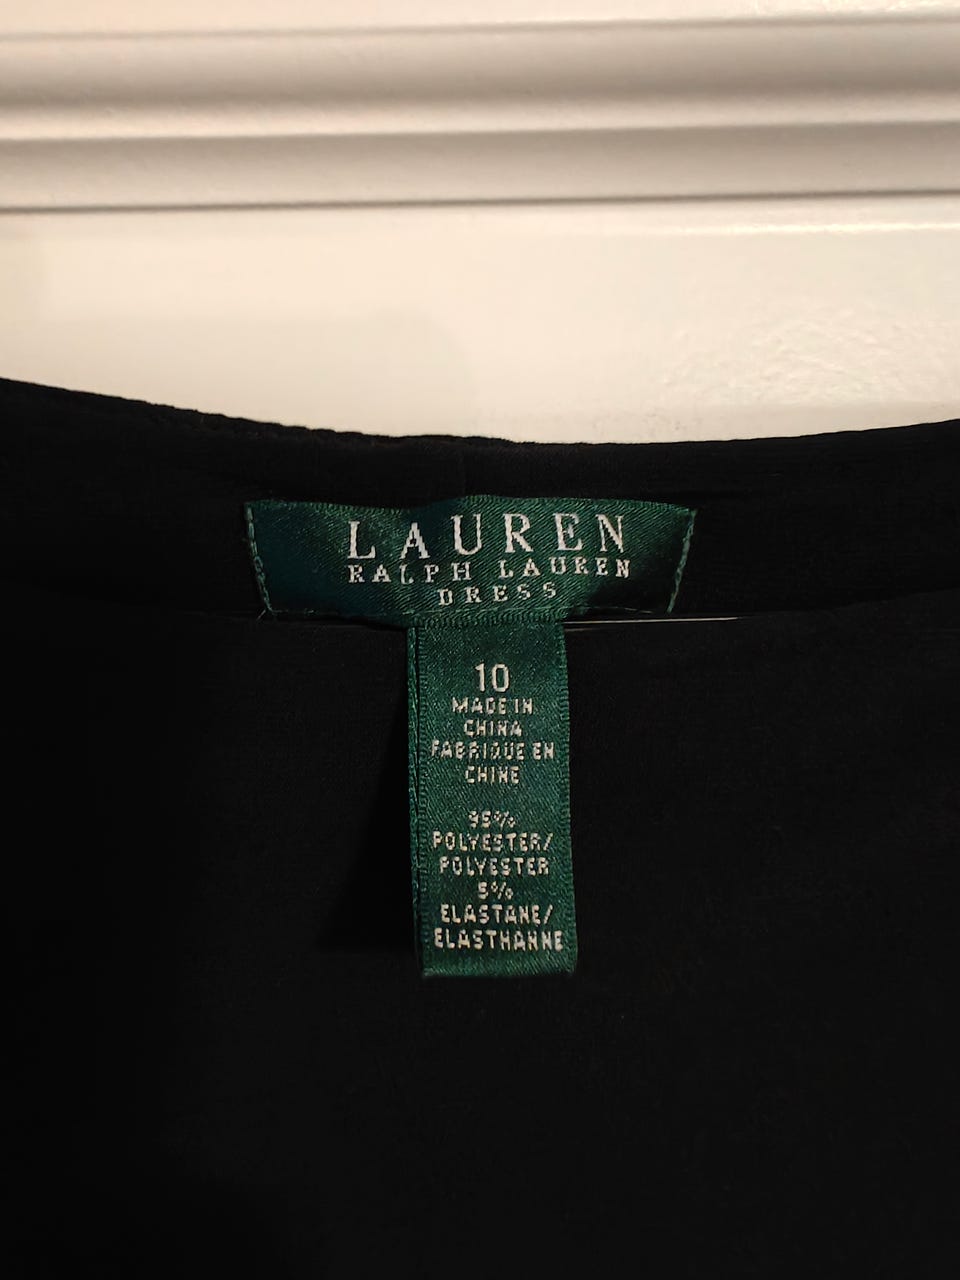 LAUREN
RALPH LAUREN
DRESS
10
MADE IN
CHINA
FABRIQUE EN
CHINE
95%
POLYESTER/
POLYESTER
5%
ELASTANE/
ELASTHANNE